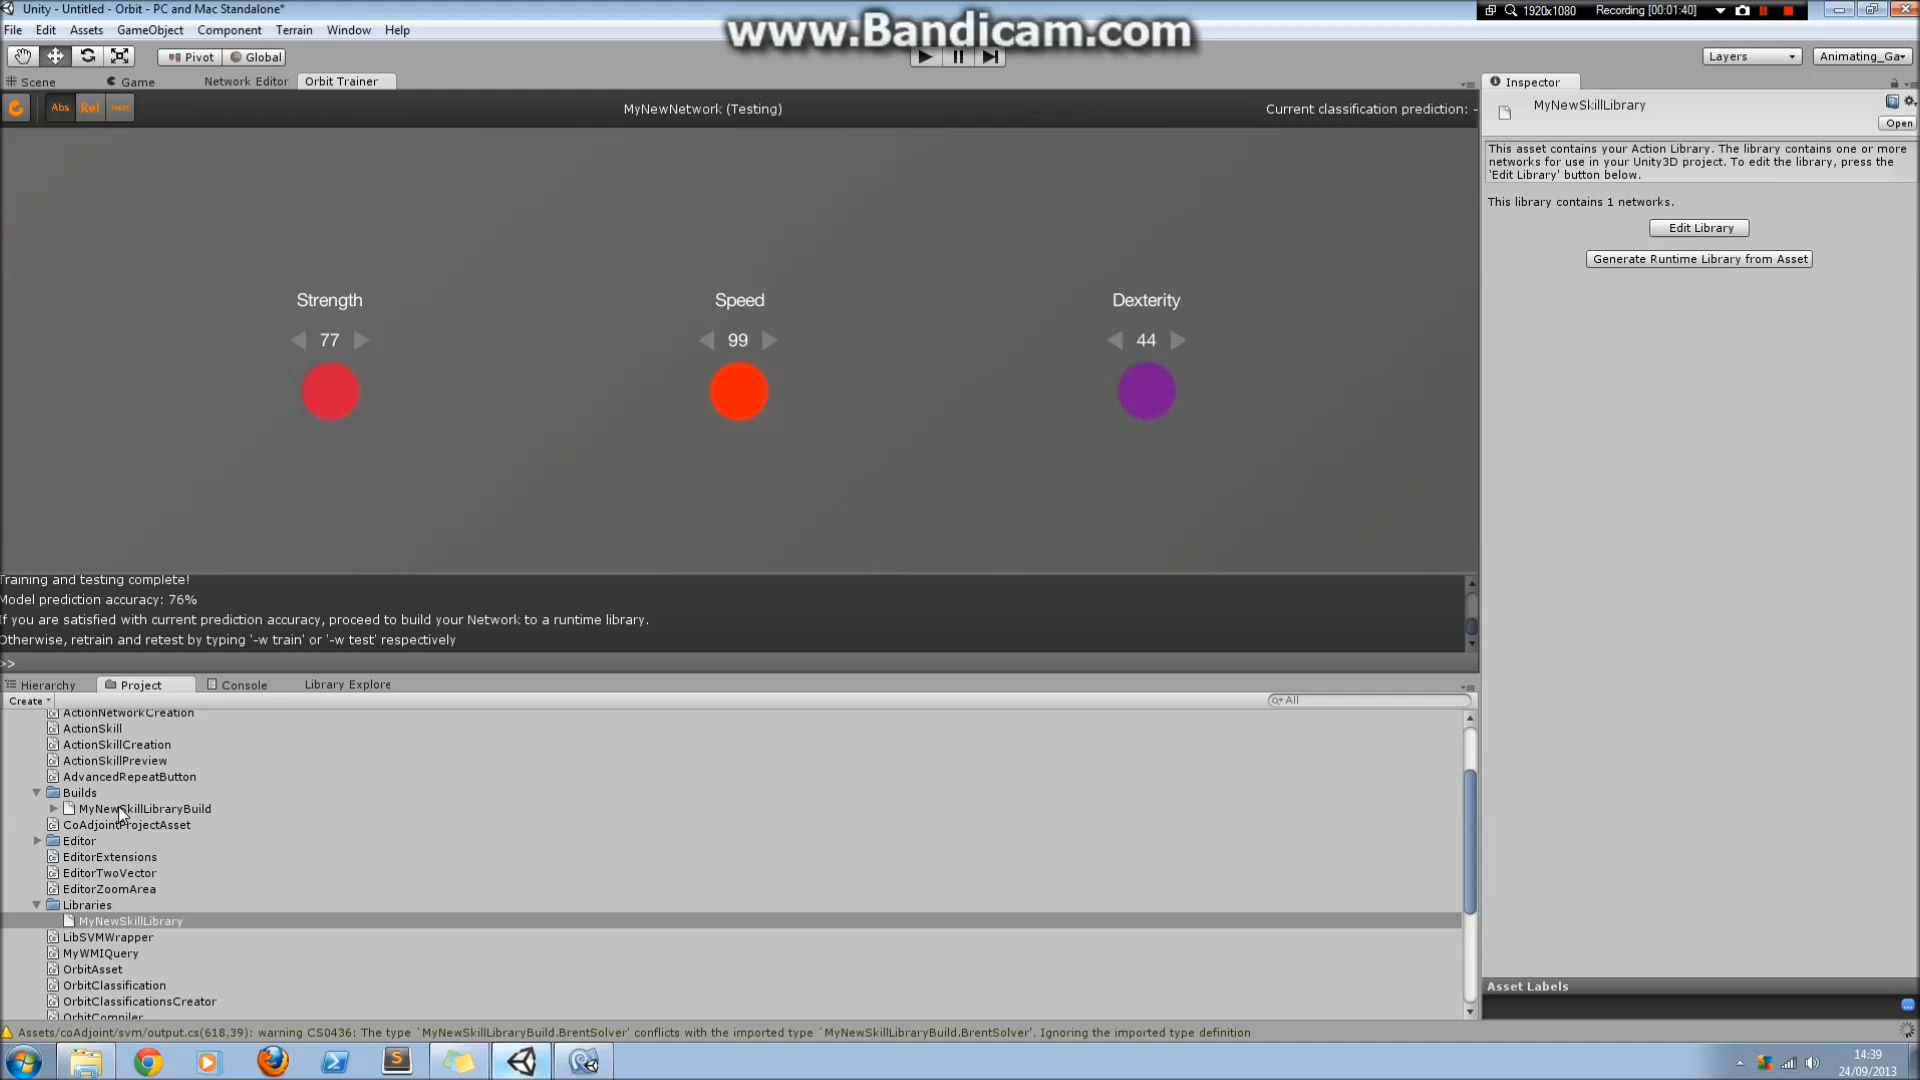 Unity - Untitled - Orbit - PC and Mac Standalone*
www.Bandicam.com
1920x1080 Recording [00:01:40]
File Edit Assets GameObject Component Terrain Window Help
Pivot Global
Layers Animating_Ga
Scene Game Network Editor Orbit Trainer
Inspector
Abs Rel
MyNewNetwork (Testing)
Current classification prediction: -
MyNewSkillLibrary
Open
This asset contains your Action Library. The library contains one or more
networks for use in your Unity3D project. To edit the library, press the
'Edit Library' button below.
This library contains 1 networks.
Edit Library
Generate Runtime Library from Asset
Strength Speed Dexterity
77 99 44
Training and testing complete!
Model prediction accuracy: 76%
If you are satisfied with current prediction accuracy, proceed to build your Network to a runtime library.
Otherwise, retrain and retest by typing '-w train' or '-w test' respectively
>>
Hierarchy Project Console Library Explore
Create
All
ActionNetworkCreation
ActionSkill
ActionSkillCreation
ActionSkillPreview
AdvancedRepeatButton
Builds
MyNewSkillLibraryBuild
CoAdjointProjectAsset
Editor
EditorExtensions
EditorTwoVector
EditorZoomArea
Libraries
MyNewSkillLibrary
LibSVMWrapper
MyWMIQuery
OrbitAsset
OrbitClassification
OrbitClassificationsCreator
OrbitCompiler
Asset Labels
Assets/coAdjoint/svm/output.cs(618,39): warning CS0436: The type `MyNewSkillLibraryBuild.BrentSolver' conflicts with the imported type `MyNewSkillLibraryBuild.BrentSolver'. Ignoring the imported type definition
S
14:39
24/09/2013